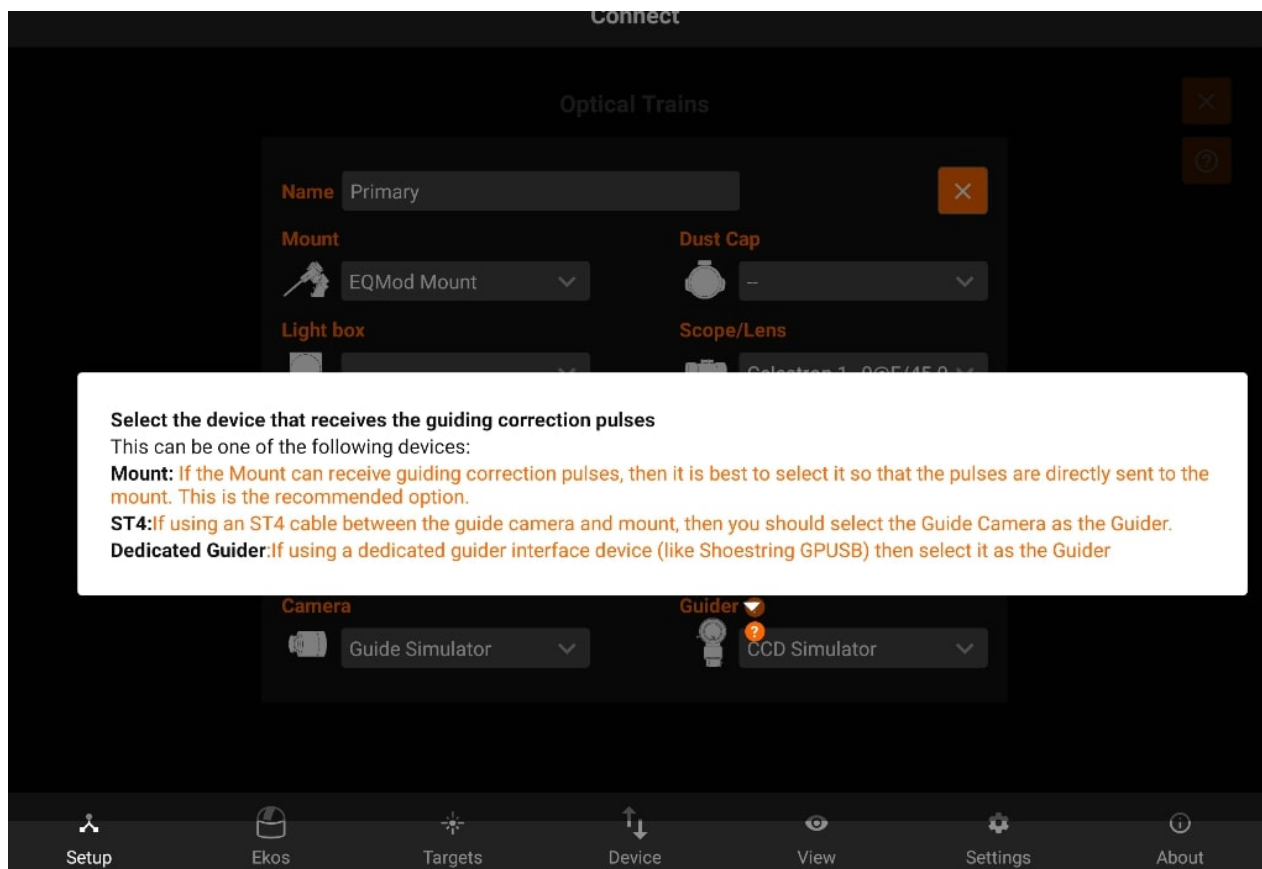 Connect
Optical Trains
Name Primary
Mount Dust Cap
EQMod Mount --
Light box Scope/Lens
Select the device that receives the guiding correction pulses
This can be one of the following devices:
Mount: If the Mount can receive guiding correction pulses, then it is best to select it so that the pulses are directly sent to the
mount. This is the recommended option.
ST4:If using an ST4 cable between the guide camera and mount, then you should select the Guide Camera as the Guider.
Dedicated Guider:If using a dedicated guider interface device (like Shoestring GPUSB) then select it as the Guider
Camera Guider
?
Guide Simulator CCD Simulator
Setup Ekos Targets Device View Settings About